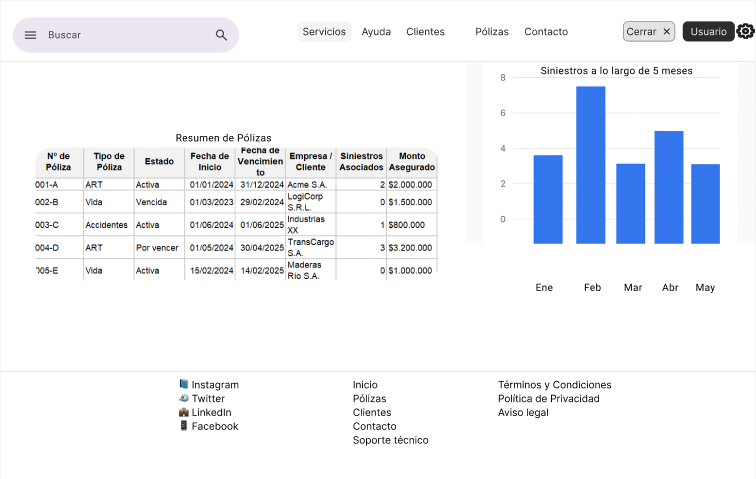 Buscar
Servicios Ayuda Clientes Pólizas Contacto Cerrar ✕ Usuario
Resumen de Pólizas
Nº de Póliza Tipo de Póliza Estado Fecha de Inicio Fecha de Vencimiento Empresa / Cliente Siniestros Asociados Monto Asegurado
001-A ART Activa 01/01/2024 31/12/2024 Acme S.A. 2 $2.000.000
002-B Vida Vencida 01/03/2023 29/02/2024 LogiCorp S.R.L. 0 $1.500.000
003-C Accidentes Activa 01/06/2024 01/06/2025 Industrias XX 1 $800.000
004-D ART Por vencer 01/05/2024 30/04/2025 TransCargo S.A. 3 $3.200.000
005-E Vida Activa 15/02/2024 14/02/2025 Maderas Río S.A. 0 $1.000.000
Siniestros a lo largo de 5 meses
8
6
4
2
0
Ene Feb Mar Abr May
Instagram
Twitter
LinkedIn
Facebook
Inicio
Pólizas
Clientes
Contacto
Soporte técnico
Términos y Condiciones
Política de Privacidad
Aviso legal